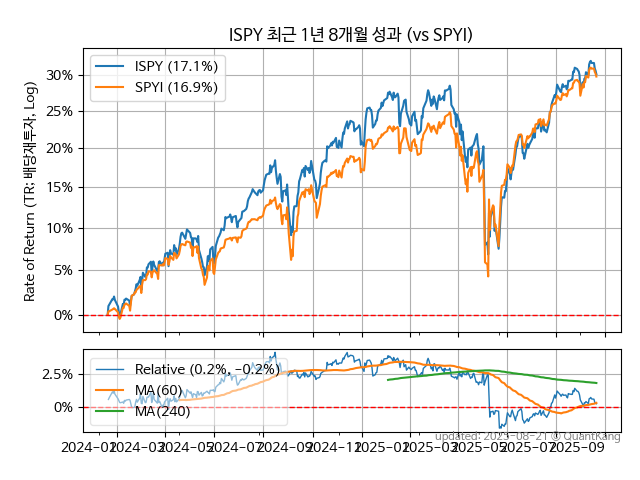 ISPY 최근 1년 8개월 성과 (vs SPYI)
ISPY (17.1%)
SPYI (16.9%)
30%
25%
20%
15%
10%
5%
0%
Rate of Return (TR; 배당재투자, Log)
Relative (0.2%, -0.2%)
MA(60)
MA(240)
2.5%
0%
updated: 2025-08-21 © QuantKang
2024-01 2024-03 2024-05 2024-07 2024-09 2024-11 2025-01 2025-03 2025-05 2025-07 2025-09